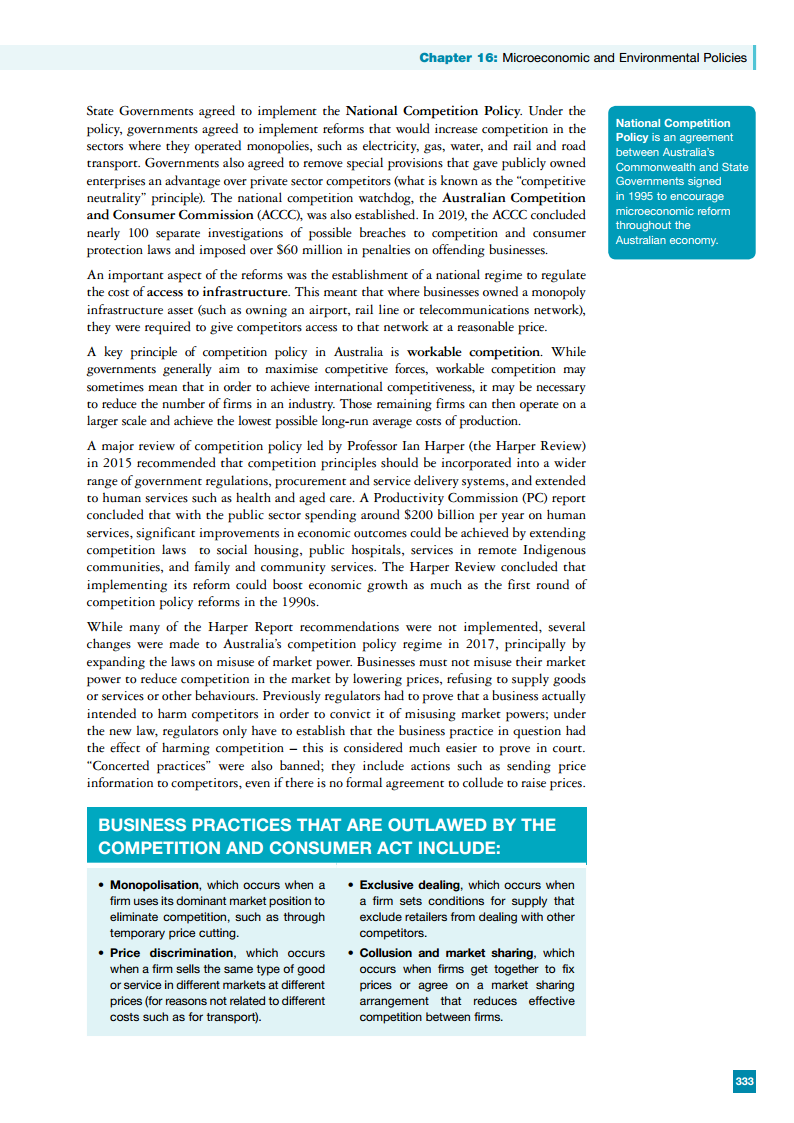 Chapter 16: Microeconomic and Environmental Policies
State Governments agreed to implement the National Competition Policy. Under the
policy, governments agreed to implement reforms that would increase competition in the
sectors where they operated monopolies, such as electricity, gas, water, and rail and road
transport. Governments also agreed to remove special provisions that gave publicly owned
enterprises an advantage over private sector competitors (what is known as the “competitive
neutrality” principle). The national competition watchdog, the Australian Competition
and Consumer Commission (ACCC), was also established. In 2019, the ACCC concluded
nearly 100 separate investigations of possible breaches to competition and consumer
protection laws and imposed over $60 million in penalties on offending businesses.
An important aspect of the reforms was the establishment of a national regime to regulate
the cost of access to infrastructure. This meant that where businesses owned a monopoly
infrastructure asset (such as owning an airport, rail line or telecommunications network),
they were required to give competitors access to that network at a reasonable price.
A key principle of competition policy in Australia is workable competition. While
governments generally aim to maximise competitive forces, workable competition may
sometimes mean that in order to achieve international competitiveness, it may be necessary
to reduce the number of firms in an industry. Those remaining firms can then operate on a
larger scale and achieve the lowest possible long-run average costs of production.
A major review of competition policy led by Professor Ian Harper (the Harper Review)
in 2015 recommended that competition principles should be incorporated into a wider
range of government regulations, procurement and service delivery systems, and extended
to human services such as health and aged care. A Productivity Commission (PC) report
concluded that with the public sector spending around $200 billion per year on human
services, significant improvements in economic outcomes could be achieved by extending
competition laws to social housing, public hospitals, services in remote Indigenous
communities, and family and community services. The Harper Review concluded that
implementing its reform could boost economic growth as much as the first round of
competition policy reforms in the 1990s.
While many of the Harper Report recommendations were not implemented, several
changes were made to Australia’s competition policy regime in 2017, principally by
expanding the laws on misuse of market power. Businesses must not misuse their market
power to reduce competition in the market by lowering prices, refusing to supply goods
or services or other behaviours. Previously regulators had to prove that a business actually
intended to harm competitors in order to convict it of misusing market powers; under
the new law, regulators only have to establish that the business practice in question had
the effect of harming competition – this is considered much easier to prove in court.
“Concerted practices” were also banned; they include actions such as sending price
information to competitors, even if there is no formal agreement to collude to raise prices.
National Competition
Policy is an agreement
between Australia’s
Commonwealth and State
Governments signed
in 1995 to encourage
microeconomic reform
throughout the
Australian economy.
BUSINESS PRACTICES THAT ARE OUTLAWED BY THE
COMPETITION AND CONSUMER ACT INCLUDE:
• Monopolisation, which occurs when a
firm uses its dominant market position to
eliminate competition, such as through
temporary price cutting.
• Price discrimination, which occurs
when a firm sells the same type of good
or service in different markets at different
prices (for reasons not related to different
costs such as for transport).
• Exclusive dealing, which occurs when
a firm sets conditions for supply that
exclude retailers from dealing with other
competitors.
• Collusion and market sharing, which
occurs when firms get together to fix
prices or agree on a market sharing
arrangement that reduces effective
competition between firms.
333